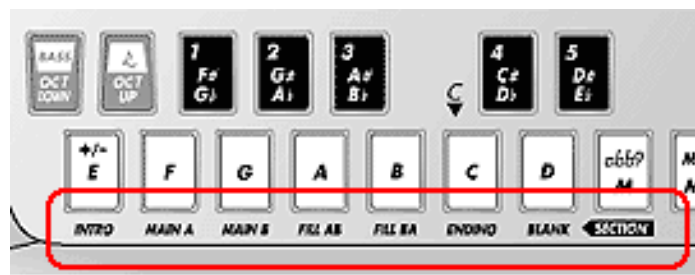 1 2 3 4 5
BASS F# G# A# C C# D#
OCT DOWN OCT UP G♭ A♭ B♭ D♭ E♭
+/-
E F G A B C D M
INTRO MAIN A MAIN B FILL AB FILL BA ENDING BLANK SECTION